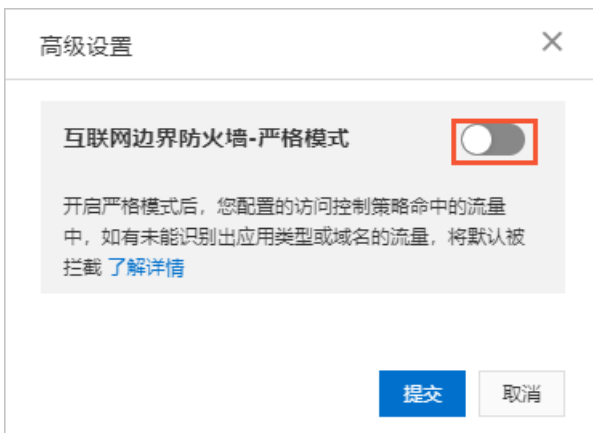 高级设置
互联网边界防火墙-严格模式
开启严格模式后，您配置的访问控制策略命中的流量
中，如有未能识别出应用类型或域名的流量，将默认被
拦截 了解详情
提交 取消